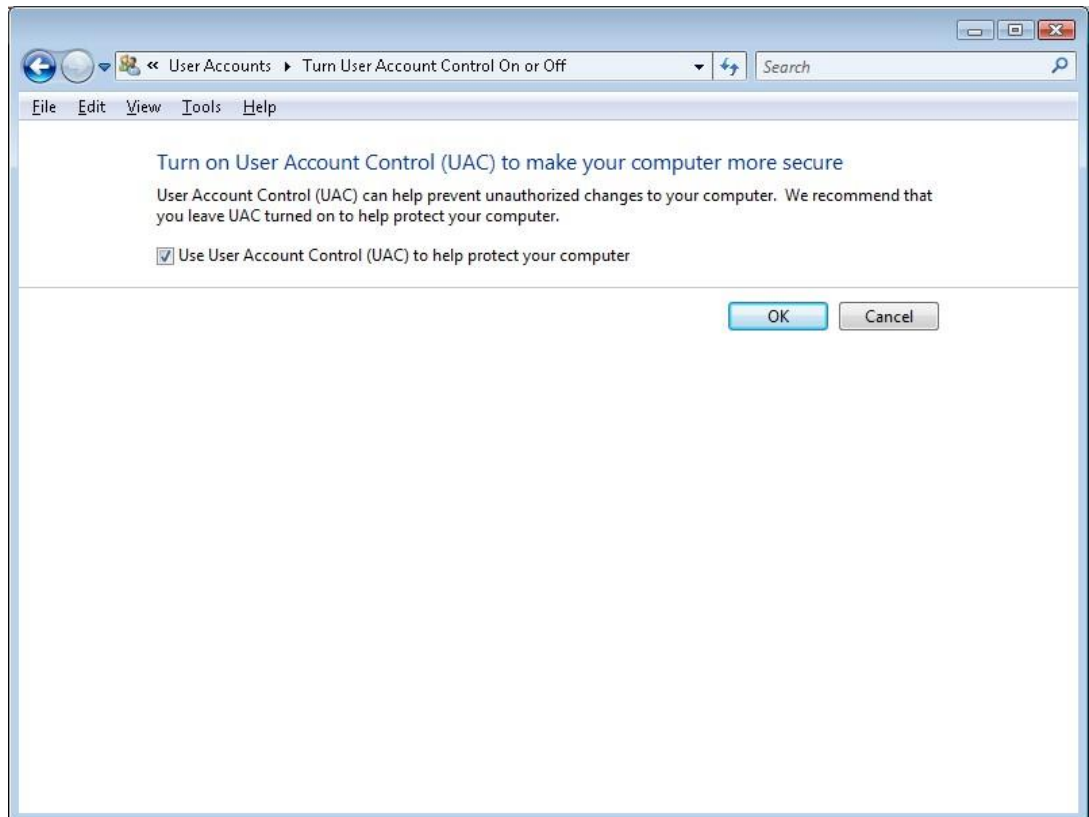 « User Accounts ▸ Turn User Account Control On or Off Search
File Edit View Tools Help
Turn on User Account Control (UAC) to make your computer more secure
User Account Control (UAC) can help prevent unauthorized changes to your computer.  We recommend that
you leave UAC turned on to help protect your computer.
Use User Account Control (UAC) to help protect your computer
OK Cancel